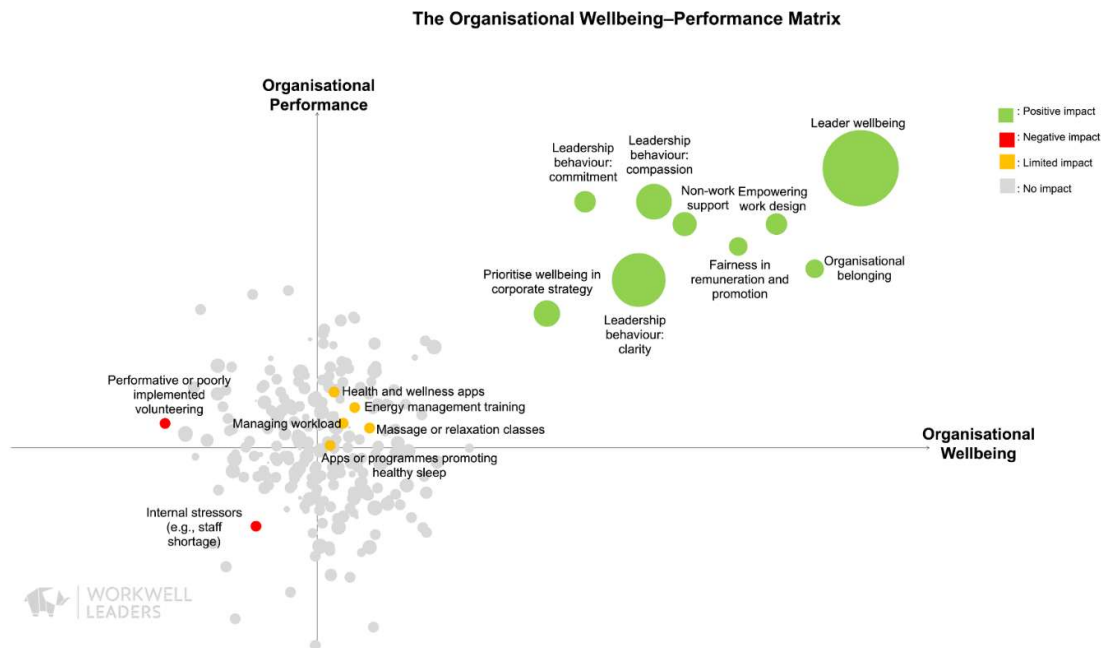 The Organisational Wellbeing–Performance Matrix
Organisational
Performance
: Positive impact
: Negative impact
: Limited impact
: No impact
Leader wellbeing
Leadership
behaviour:
commitment
Leadership
behaviour:
compassion
Non-work
support
Empowering
work design
Prioritise wellbeing in
corporate strategy
Leadership
behaviour:
clarity
Fairness in
remuneration and
promotion
Organisational
belonging
Performative or poorly
implemented
volunteering
Health and wellness apps
Energy management training
Managing workload
Massage or relaxation classes
Apps or programmes promoting
healthy sleep
Organisational
Wellbeing
Internal stressors
(e.g., staff
shortage)
WORKWELL
LEADERS